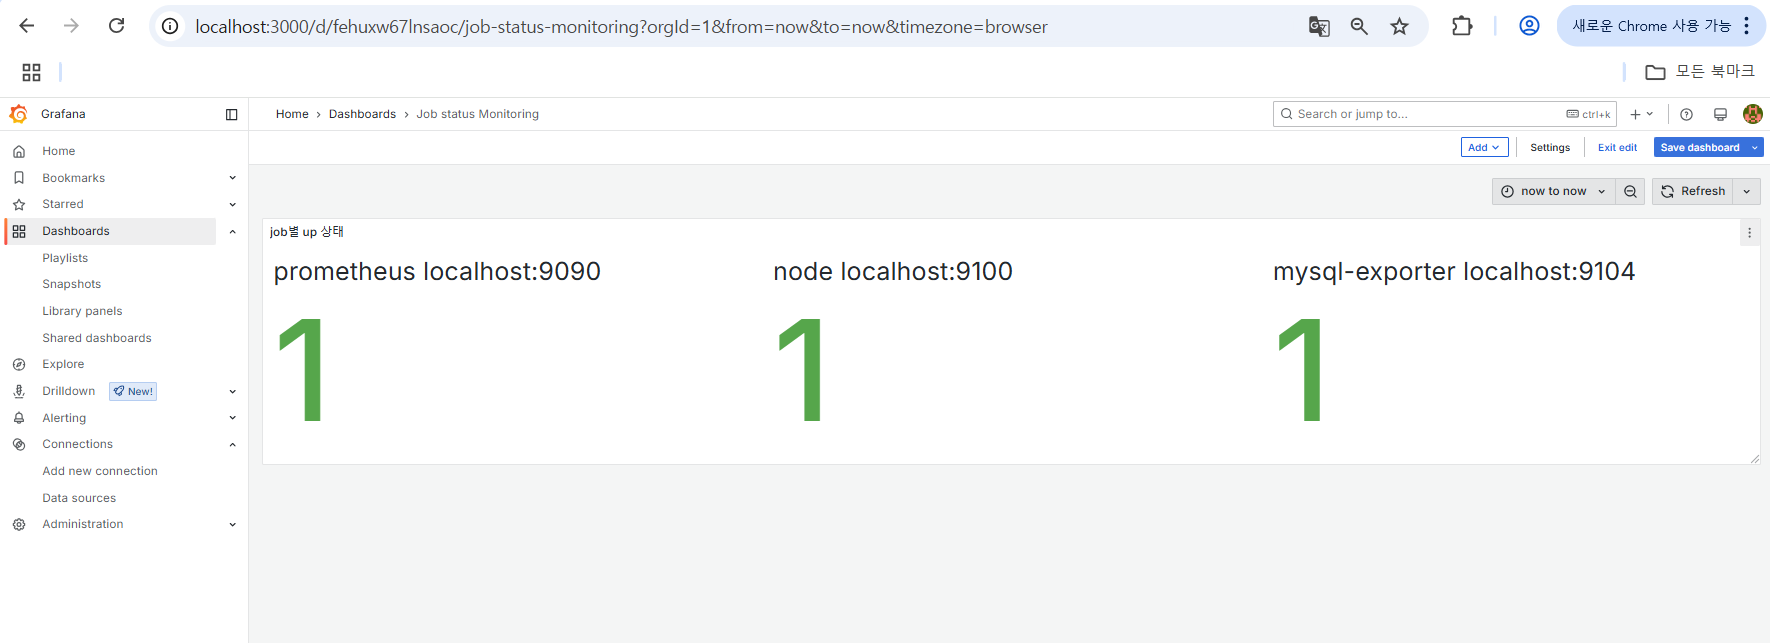 localhost:3000/d/fehuxw67lnsaoc/job-status-monitoring?orgId=1&from=now&to=now&timezone=browser
새로운 Chrome 사용 가능
모든 북마크
Grafana
Home › Dashboards › Job status Monitoring
Search or jump to...
ctrl+k
Add
Settings
Exit edit
Save dashboard
Home
Bookmarks
Starred
Dashboards
Playlists
Snapshots
Library panels
Shared dashboards
Explore
Drilldown New!
Alerting
Connections
Add new connection
Data sources
Administration
now to now
Refresh
job별 up 상태
prometheus localhost:9090
1
node localhost:9100
1
mysql-exporter localhost:9104
1